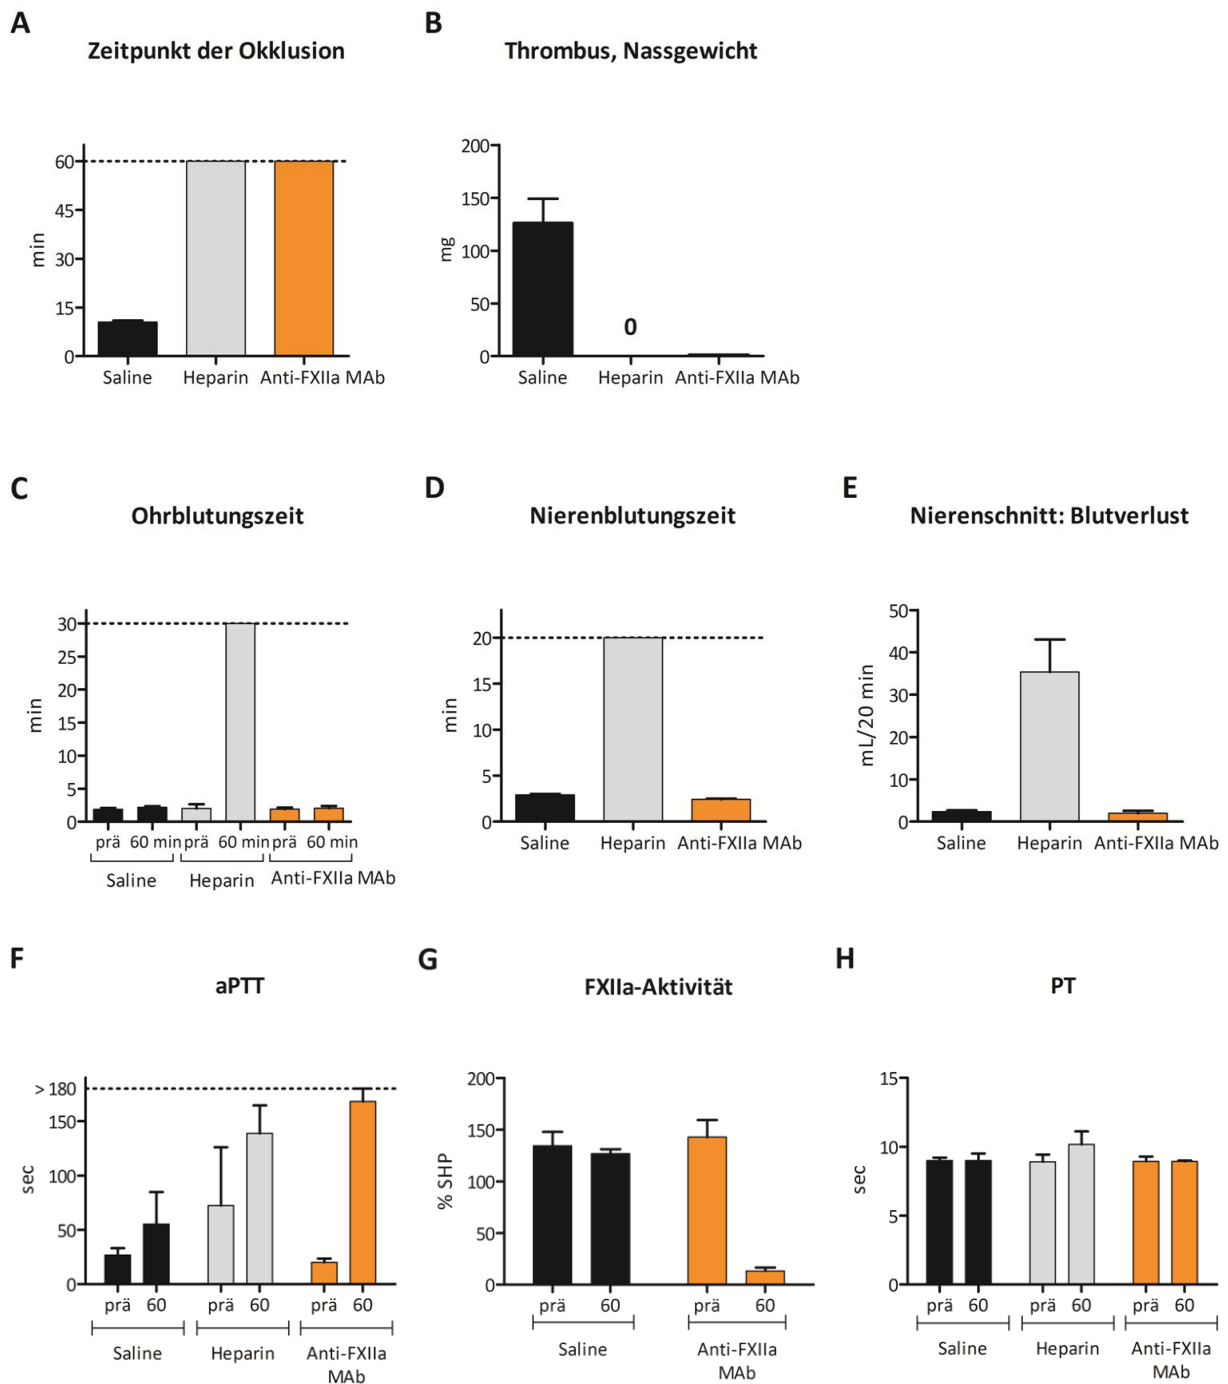 A
Zeitpunkt der Okklusion
60
45
30
15
0
min
Saline Heparin Anti-FXIIa MAb
B
Thrombus, Nassgewicht
200
150
100
50
0
mg
0
Saline Heparin Anti-FXIIa MAb
C
Ohrblutungszeit
30
25
20
15
10
5
0
min
prä 60 min prä 60 min prä 60 min
Saline Heparin Anti-FXIIa MAb
D
Nierenblutungszeit
20
15
10
5
0
min
Saline Heparin Anti-FXIIa MAb
E
Nierenschnitt: Blutverlust
50
40
30
20
10
0
mL/20 min
Saline Heparin Anti-FXIIa MAb
F
aPTT
> 180
150
100
50
0
sec
prä 60 prä 60 prä 60
Saline Heparin Anti-FXIIa
MAb
G
FXIIa-Aktivität
200
150
100
50
0
% SHP
prä 60 prä 60
Saline Anti-FXIIa
MAb
H
PT
15
10
5
0
sec
prä 60 prä 60 prä 60
Saline Heparin Anti-FXIIa
MAb